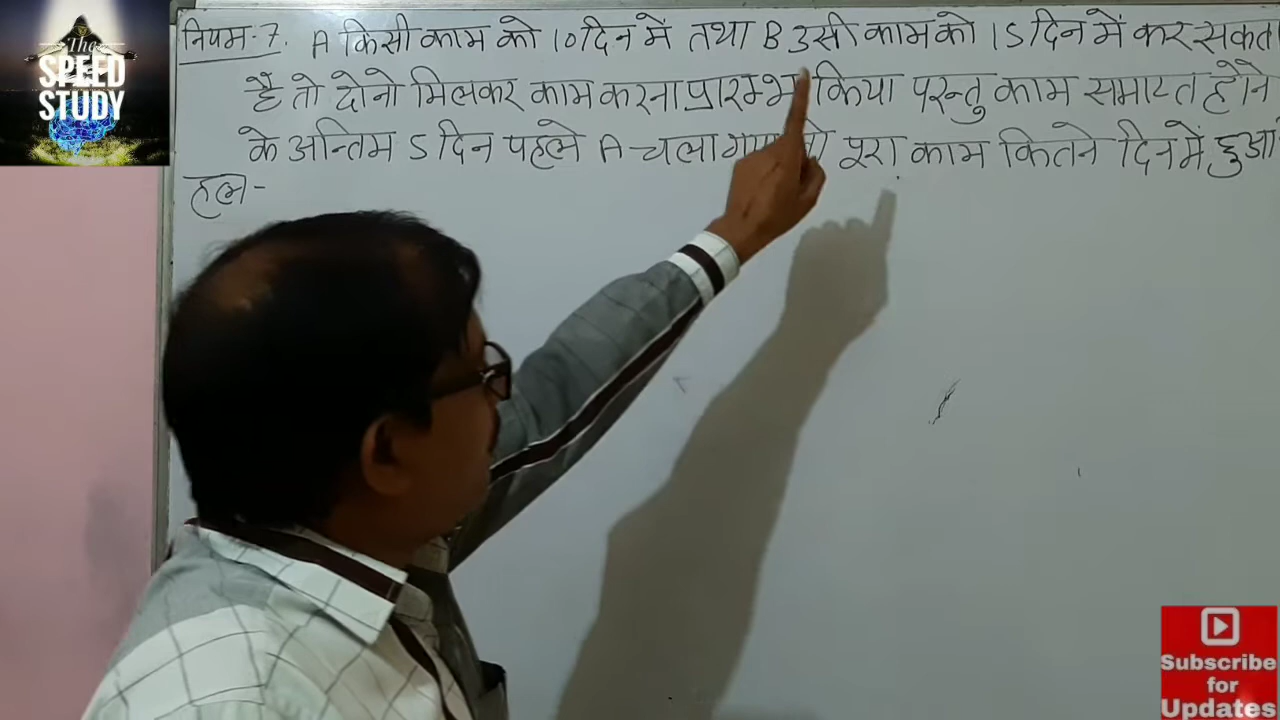 The
SPEED
STUDY
नियम-7. A किसी काम को 10 दिन में तथा B उसी काम को 15 दिन में कर सकता
है तो दोनो मिलकर काम करना प्रारम्भ किया परन्तु काम समाप्त होने
के अन्तिम 5 दिन पहले A चला पूरा काम कितने दिन में हुआ
हल-
Subscribe
for
Updates